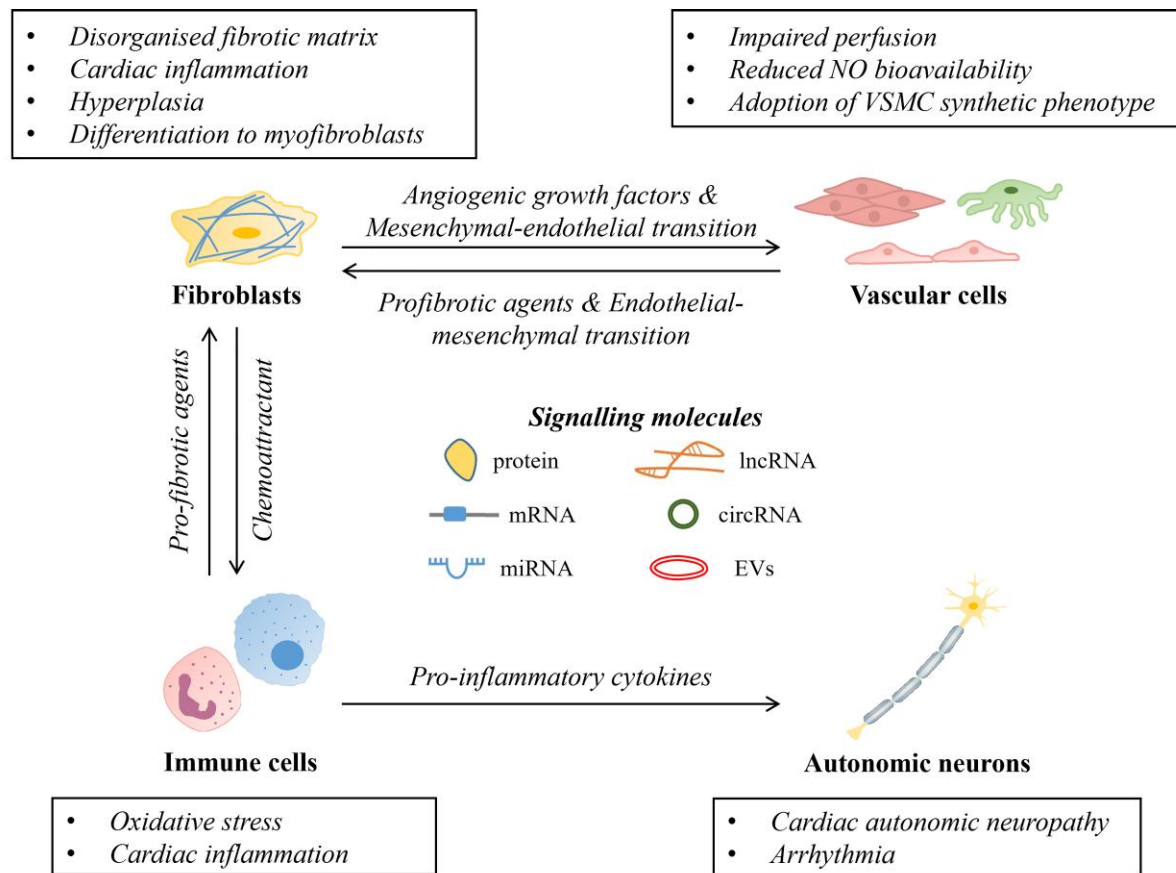 • Disorganised fibrotic matrix
• Cardiac inflammation
• Hyperplasia
• Differentiation to myofibroblasts
• Impaired perfusion
• Reduced NO bioavailability
• Adoption of VSMC synthetic phenotype
Angiogenic growth factors &
Mesenchymal-endothelial transition
Fibroblasts
Vascular cells
Profibrotic agents & Endothelial-
mesenchymal transition
Pro-fibrotic agents
Chemoattractant
Signalling molecules
protein
lncRNA
mRNA
circRNA
miRNA
EVs
Pro-inflammatory cytokines
Immune cells
Autonomic neurons
• Oxidative stress
• Cardiac inflammation
• Cardiac autonomic neuropathy
• Arrhythmia